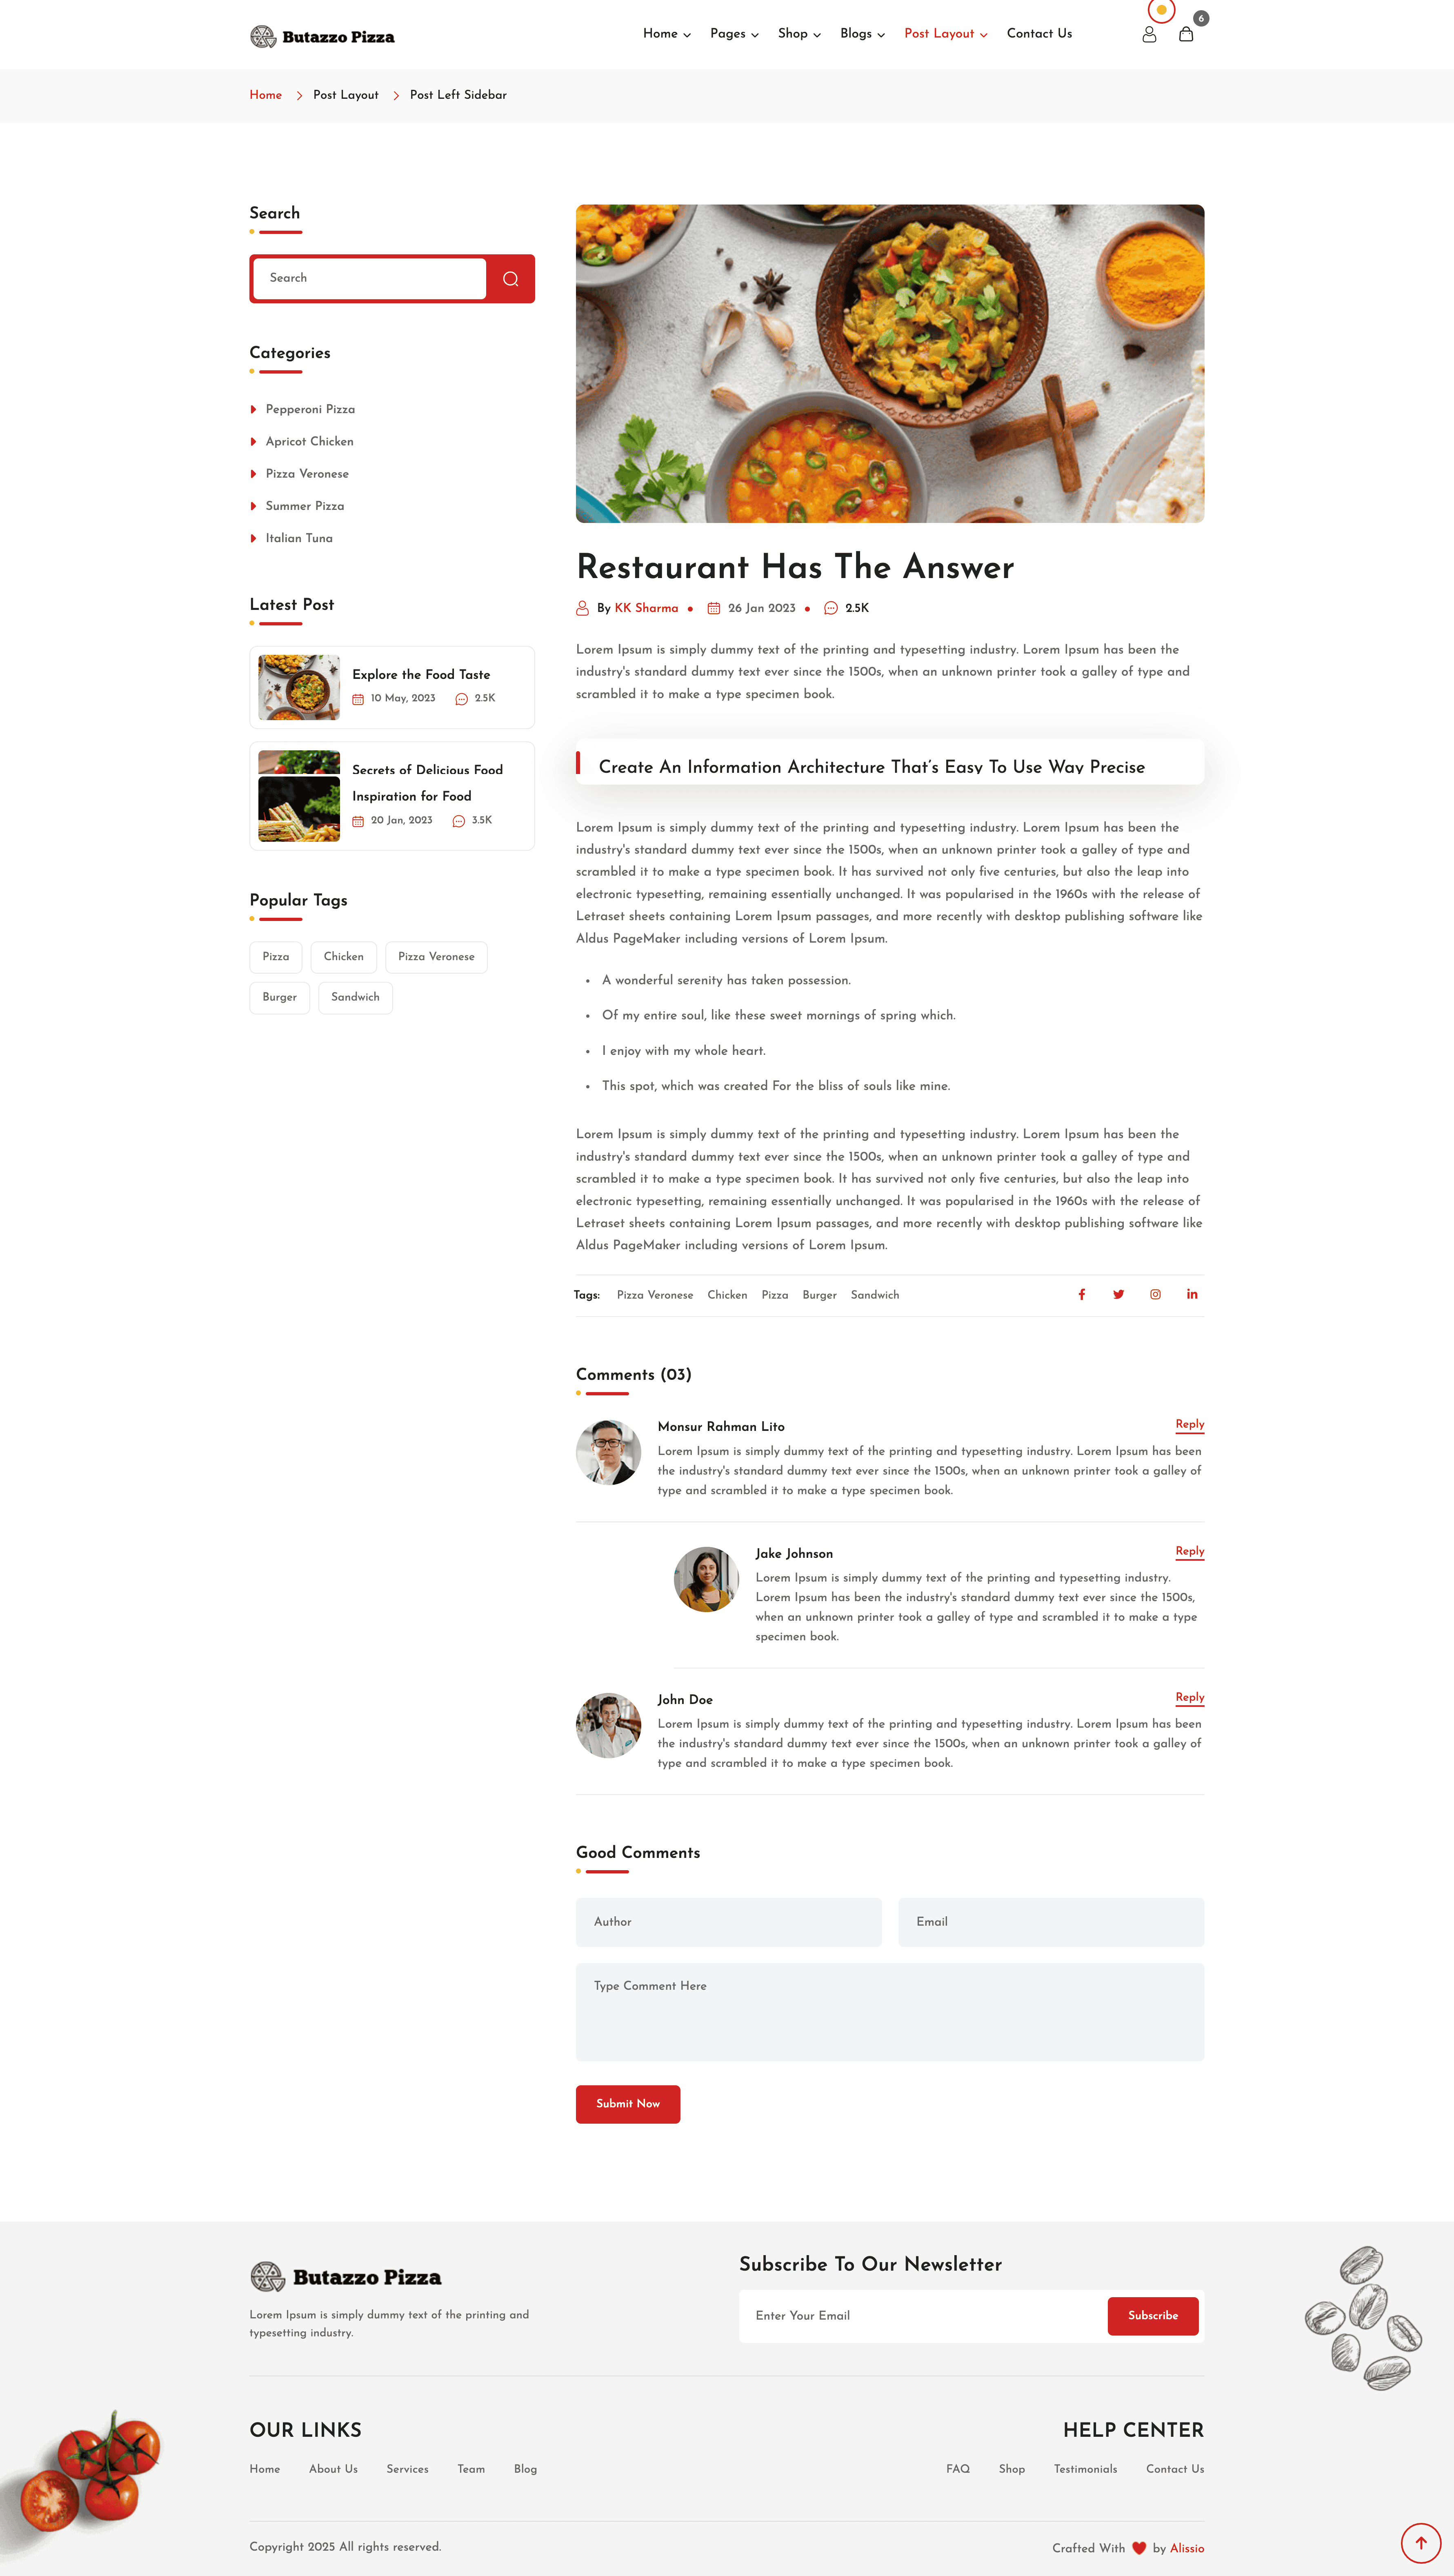 Butazzo Pizza
Home Pages Shop Blogs Post Layout Contact Us
6
Home Post Layout Post Left Sidebar
Search
Search
Categories
Pepperoni Pizza
Apricot Chicken
Pizza Veronese
Summer Pizza
Italian Tuna
Latest Post
Explore the Food Taste
10 May, 2023 2.5K
Secrets of Delicious Food
Inspiration for Food
20 Jan, 2023 3.5K
Popular Tags
Pizza Chicken Pizza Veronese
Burger Sandwich
Restaurant Has The Answer
By KK Sharma 26 Jan 2023 2.5K
Lorem Ipsum is simply dummy text of the printing and typesetting industry. Lorem Ipsum has been the
industry's standard dummy text ever since the 1500s, when an unknown printer took a galley of type and
scrambled it to make a type specimen book.
Create An Information Architecture That's Easy To Use Way Precise
Lorem Ipsum is simply dummy text of the printing and typesetting industry. Lorem Ipsum has been the
industry's standard dummy text ever since the 1500s, when an unknown printer took a galley of type and
scrambled it to make a type specimen book. It has survived not only five centuries, but also the leap into
electronic typesetting, remaining essentially unchanged. It was popularised in the 1960s with the release of
Letraset sheets containing Lorem Ipsum passages, and more recently with desktop publishing software like
Aldus PageMaker including versions of Lorem Ipsum.
A wonderful serenity has taken possession.
Of my entire soul, like these sweet mornings of spring which.
I enjoy with my whole heart.
This spot, which was created For the bliss of souls like mine.
Lorem Ipsum is simply dummy text of the printing and typesetting industry. Lorem Ipsum has been the
industry's standard dummy text ever since the 1500s, when an unknown printer took a galley of type and
scrambled it to make a type specimen book. It has survived not only five centuries, but also the leap into
electronic typesetting, remaining essentially unchanged. It was popularised in the 1960s with the release of
Letraset sheets containing Lorem Ipsum passages, and more recently with desktop publishing software like
Aldus PageMaker including versions of Lorem Ipsum.
Tags: Pizza Veronese Chicken Pizza Burger Sandwich
Comments (03)
Monsur Rahman Lito Reply
Lorem Ipsum is simply dummy text of the printing and typesetting industry. Lorem Ipsum has been
the industry's standard dummy text ever since the 1500s, when an unknown printer took a galley of
type and scrambled it to make a type specimen book.
Jake Johnson Reply
Lorem Ipsum is simply dummy text of the printing and typesetting industry.
Lorem Ipsum has been the industry's standard dummy text ever since the 1500s,
when an unknown printer took a galley of type and scrambled it to make a type
specimen book.
John Doe Reply
Lorem Ipsum is simply dummy text of the printing and typesetting industry. Lorem Ipsum has been
the industry's standard dummy text ever since the 1500s, when an unknown printer took a galley of
type and scrambled it to make a type specimen book.
Good Comments
Author Email
Type Comment Here
Submit Now
Butazzo Pizza
Lorem Ipsum is simply dummy text of the printing and
typesetting industry.
Subscribe To Our Newsletter
Enter Your Email Subscribe
OUR LINKS
Home About Us Services Team Blog
HELP CENTER
FAQ Shop Testimonials Contact Us
Copyright 2025 All rights reserved.
Crafted With by Alissio